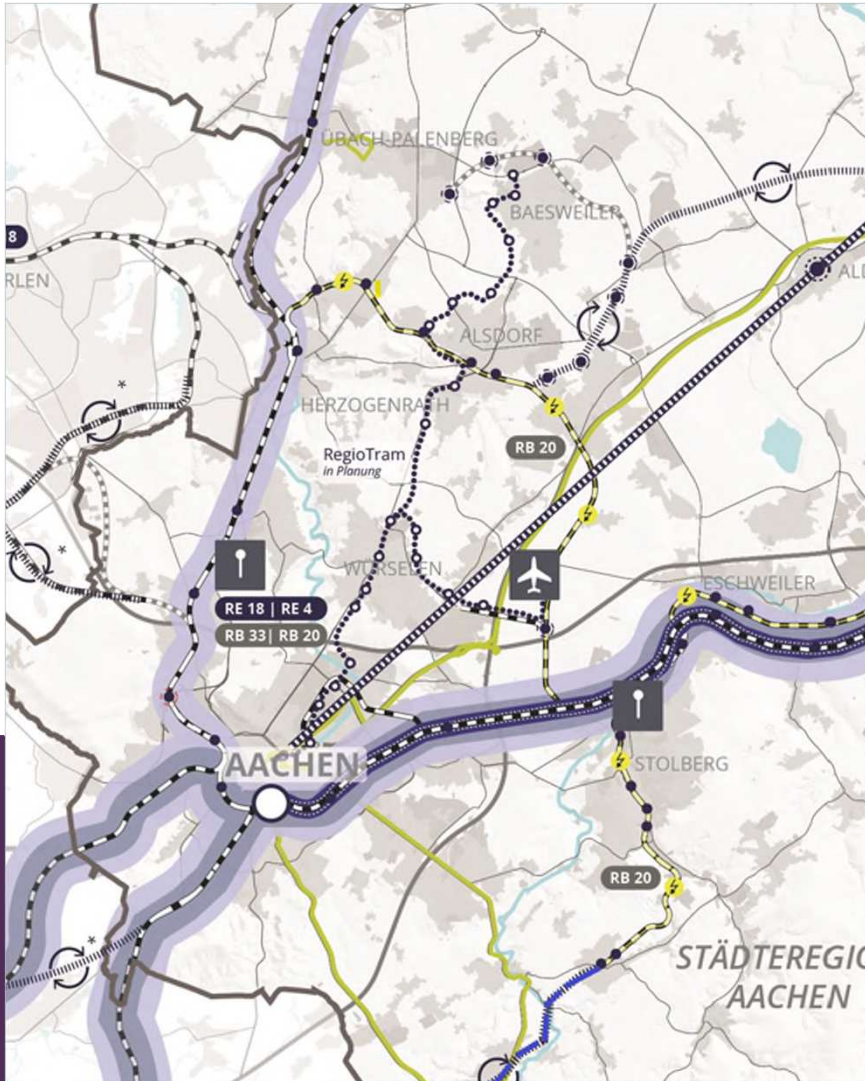 ÜBACH-PALENBERG
BAESWEILER
8
RLEN
ALD
ALSDORF
*
HERZOGENRATH
RegioTram
in Planung
RB 20
*
WÜRSELEN
ESCHWEILER
RE 18 | RE 4
RB 33| RB 20
AACHEN
STOLBERG
RB 20
*
STÄDTEREGIO
AACHEN